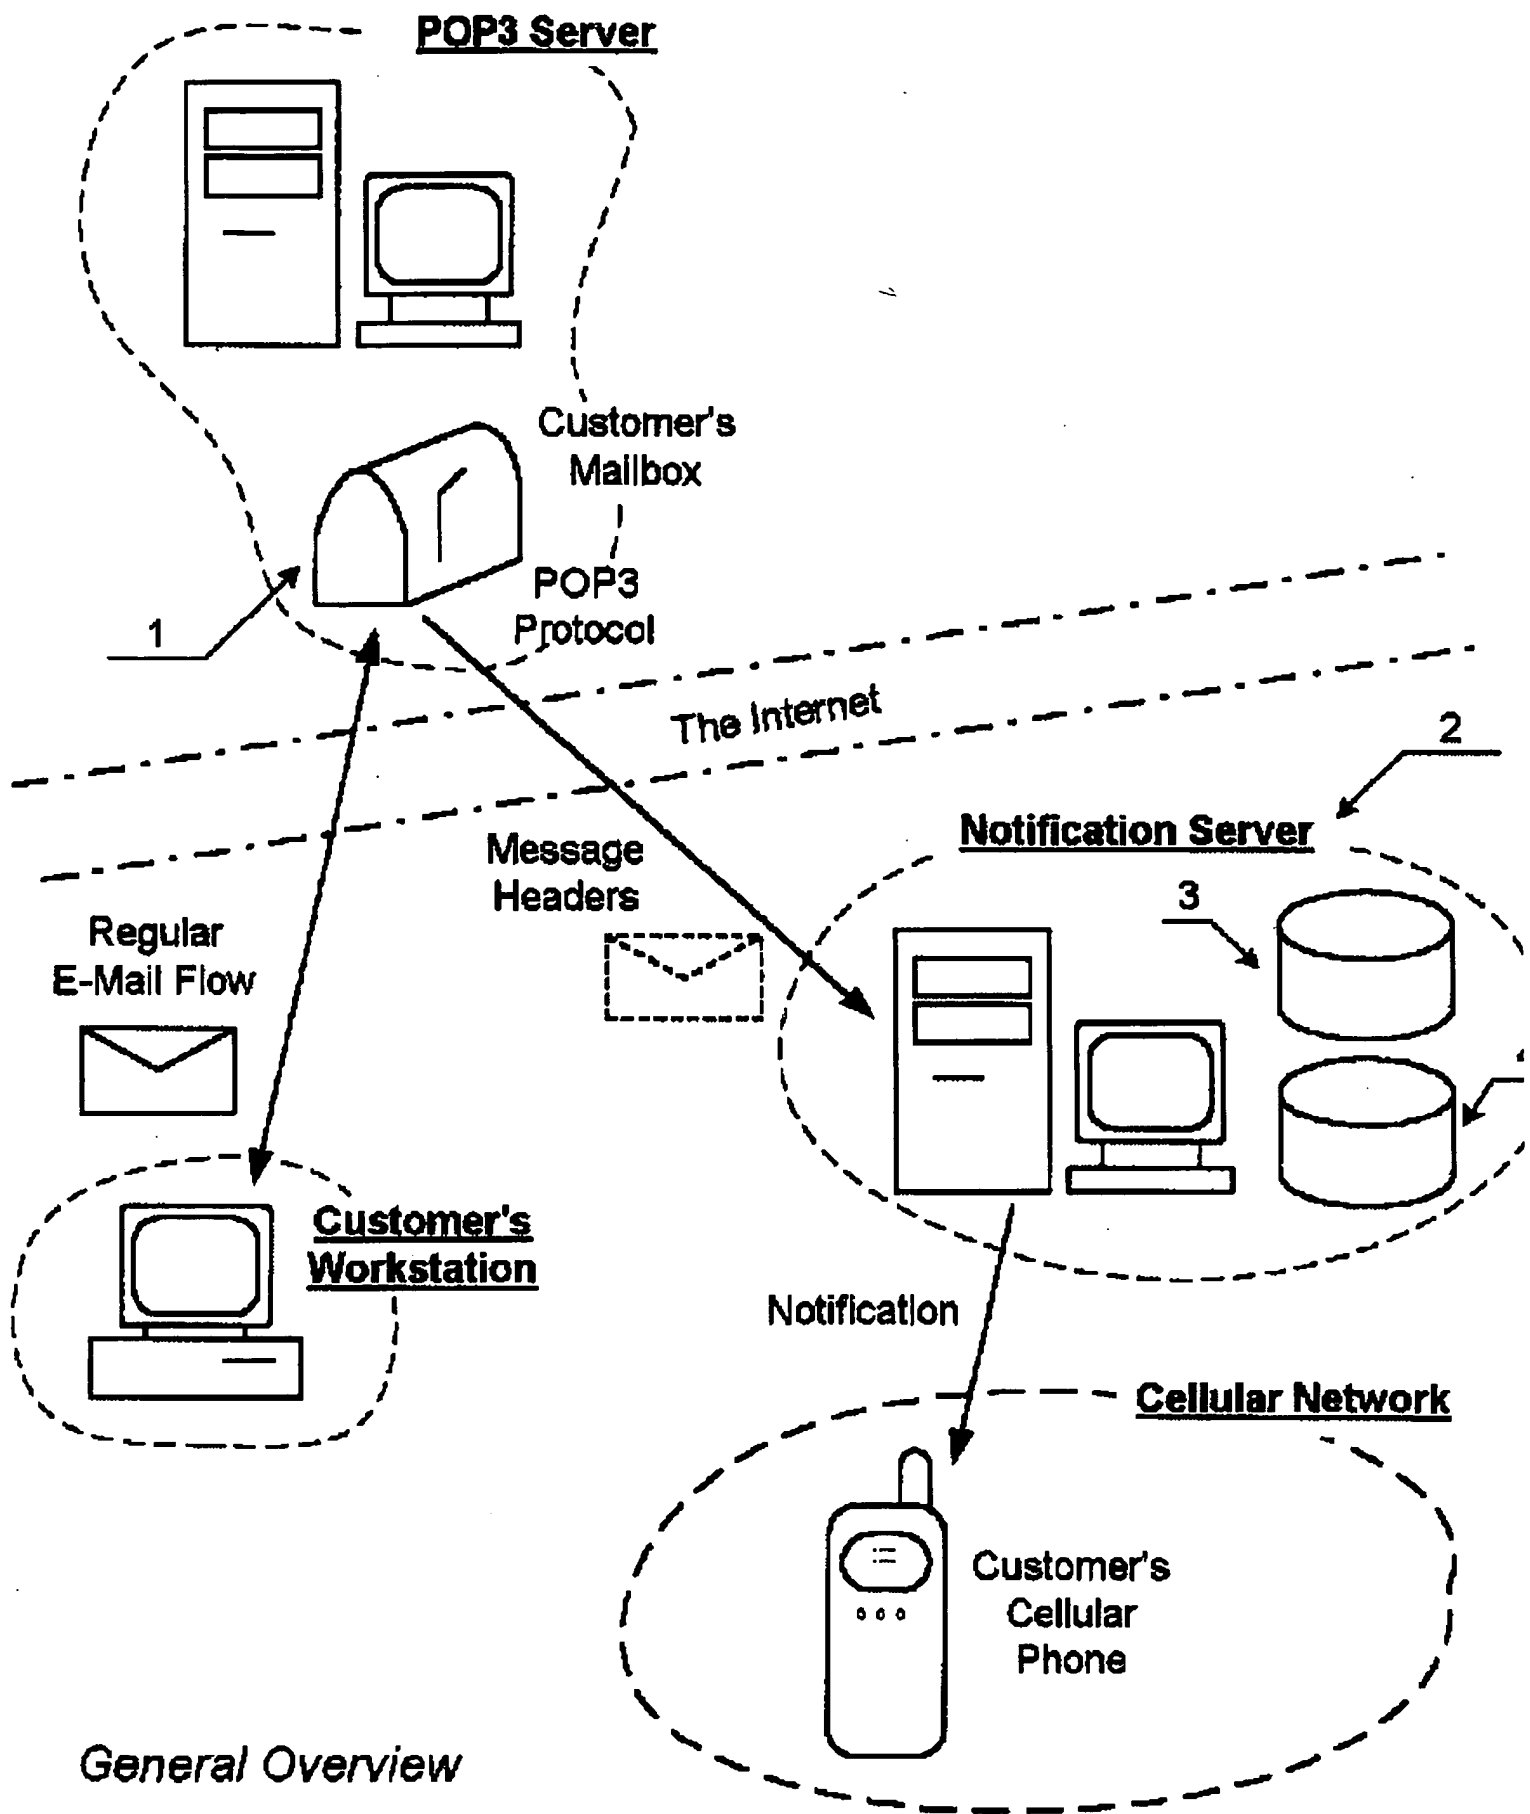 POP3 Server
Customer's
Mailbox
POP3
Protocol
1
The Internet
2
Notification Server
Message
Headers
3
Regular
E-Mail Flow
Customer's
Workstation
Notification
Cellular Network
Customer's
Cellular
Phone
General Overview